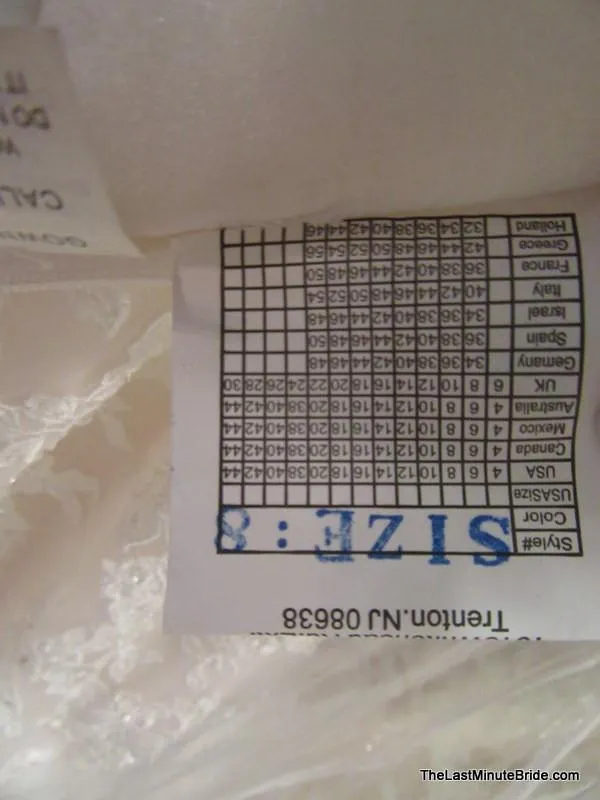 Trenton.NJ 08638
Style#
SIZE: 8
Color
USASize
USA 4 6 8 10 12 14 16 18 20 38 40 42 44
Canada 4 6 8 10 12 14 16 18 20 38 40 42 44
Mexico 4 6 8 10 12 14 16 18 20 38 40 42 44
Australia 4 6 8 10 12 14 16 18 20 38 40 42 44
UK 6 8 10 12 14 16 18 20 22 24 26 28 30
Gemany 34 36 38 40 42 44 46 48
Spain 36 38 40 42 44 46 48 50
Israel 34 36 38 40 42 44 46 48
Italy 40 42 44 46 48 50 52 54
France 36 38 40 42 44 46 48 50
Greece 42 44 46 48 50 52 54 56
Holland 32 34 36 38 40 42 44 46
TheLastMinuteBride.com